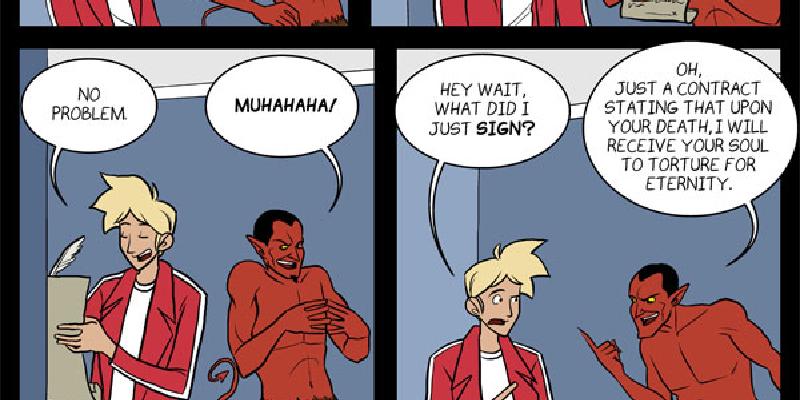 NO
PROBLEM.
MUHAHAHA!
HEY WAIT,
WHAT DID I
JUST SIGN?
OH,
JUST A CONTRACT
STATING THAT UPON
YOUR DEATH, I WILL
RECEIVE YOUR SOUL
TO TORTURE FOR
ETERNITY.